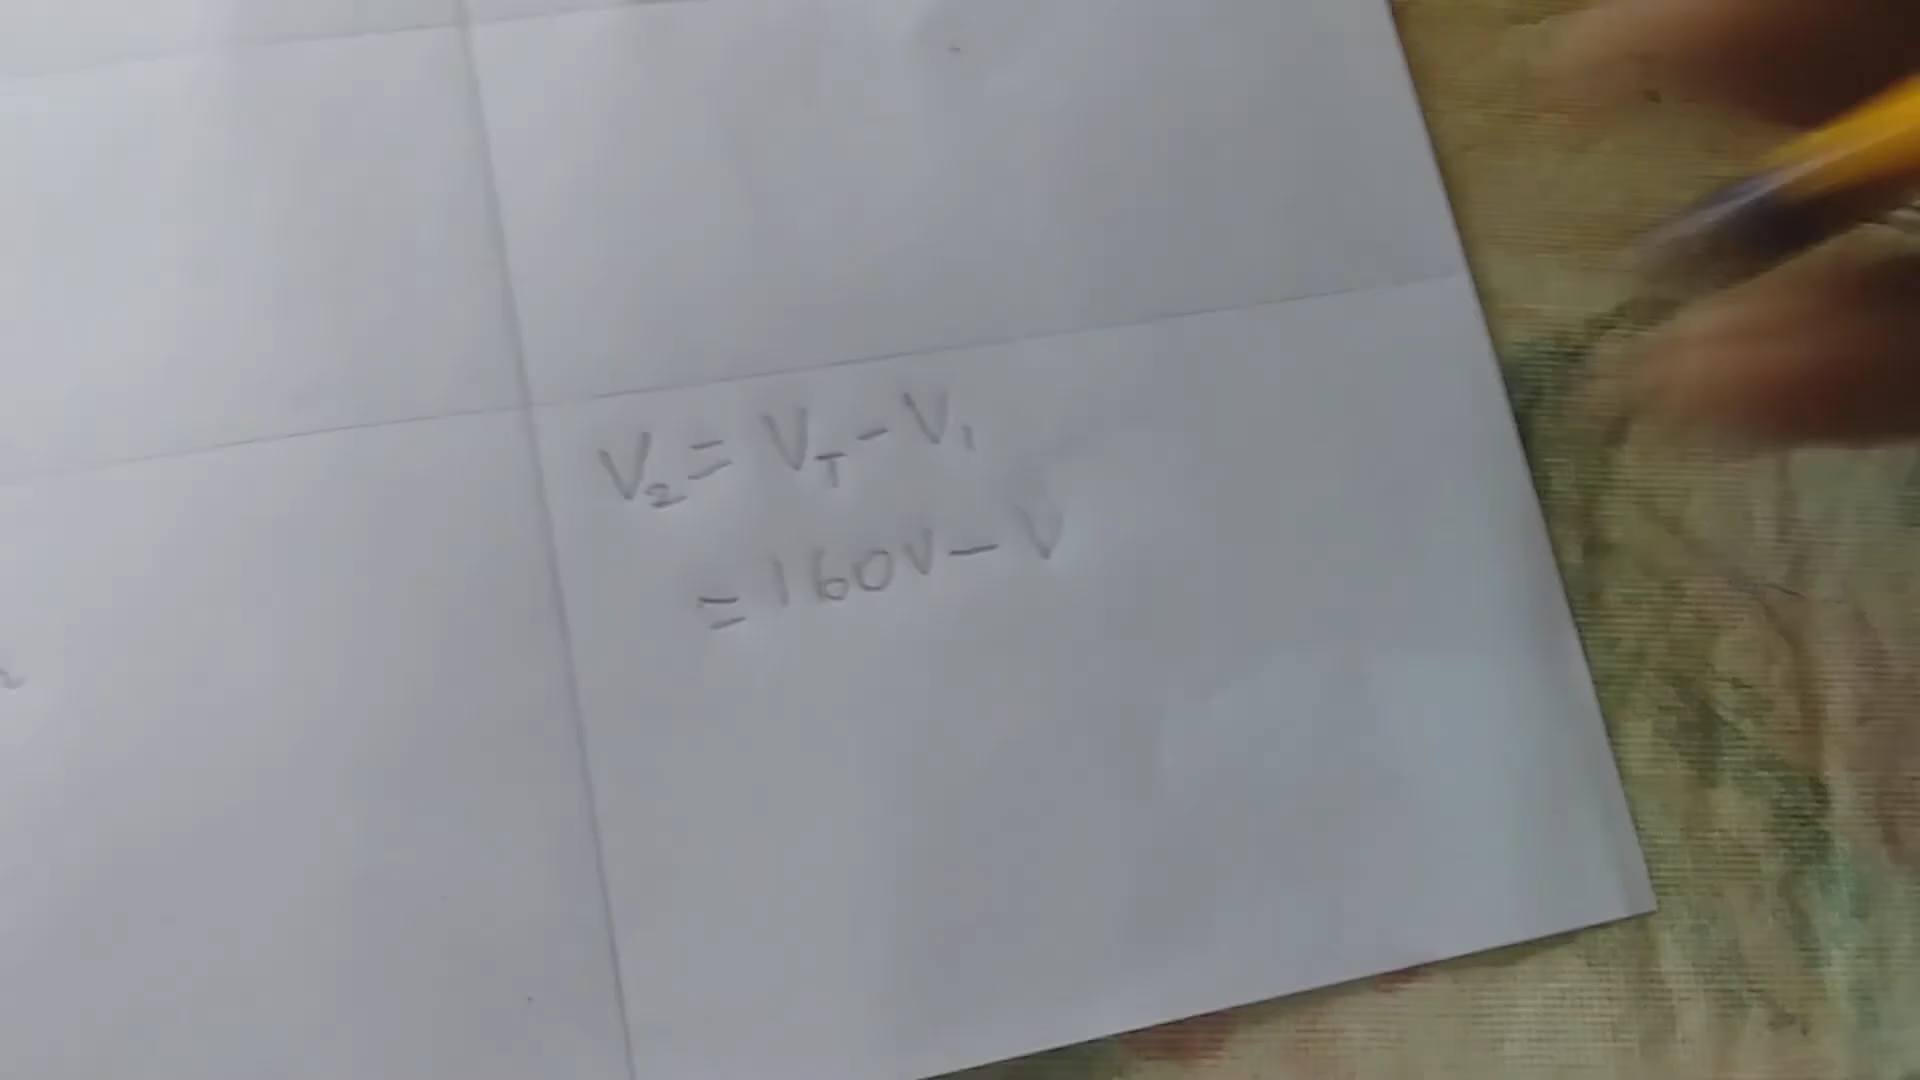 V₂ = V_T - V₁
= 160V - V